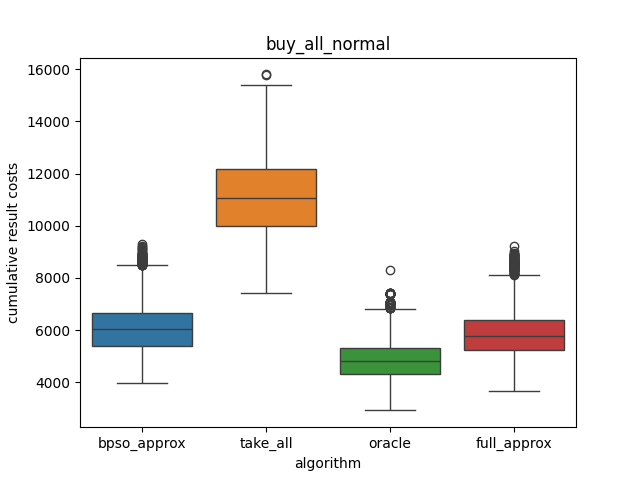 buy_all_normal
16000
14000
12000
10000
8000
6000
4000
cumulative result costs
bpso_approx take_all oracle full_approx
algorithm